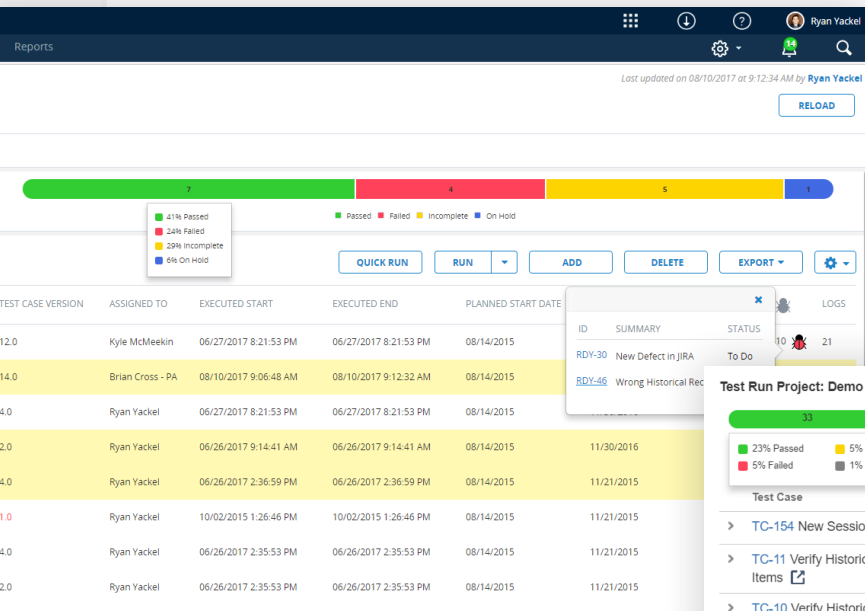 Ryan Yackel
Reports
14
Last updated on 08/10/2017 at 9:12:34 AM by Ryan Yackel
RELOAD
7 4 5 1
41% Passed
24% Failed
29% Incomplete
6% On Hold
Passed Failed Incomplete On Hold
QUICK RUN RUN ADD DELETE EXPORT
TEST CASE VERSION ASSIGNED TO EXECUTED START EXECUTED END PLANNED START DATE LOGS
ID SUMMARY STATUS
RDY-30 New Defect in JIRA To Do
RDY-46 Wrong Historical Rec
12.0 Kyle McMeekin 06/27/2017 8:21:53 PM 06/27/2017 8:21:53 PM 08/14/2015 10 21
14.0 Brian Cross - PA 08/10/2017 9:06:48 AM 08/10/2017 9:12:32 AM 08/14/2015
4.0 Ryan Yackel 06/27/2017 8:21:53 PM 06/27/2017 8:21:53 PM 08/14/2015
2.0 Ryan Yackel 06/26/2017 9:14:41 AM 06/26/2017 9:14:41 AM 08/14/2015 11/30/2016
4.0 Ryan Yackel 06/26/2017 2:36:59 PM 06/26/2017 2:36:59 PM 08/14/2015 11/21/2015
1.0 Ryan Yackel 10/02/2015 1:26:46 PM 10/02/2015 1:26:46 PM 08/14/2015 11/21/2015
4.0 Ryan Yackel 06/26/2017 2:35:53 PM 06/26/2017 2:35:53 PM 08/14/2015 11/21/2015
2.0 Ryan Yackel 06/26/2017 2:35:53 PM 06/26/2017 2:35:53 PM 08/14/2015 11/21/2015
Test Run Project: Demo
33
23% Passed 5%
5% Failed 1%
Test Case
TC-154 New Sessio
TC-11 Verify Historic
Items
TC-10 Verify Historic